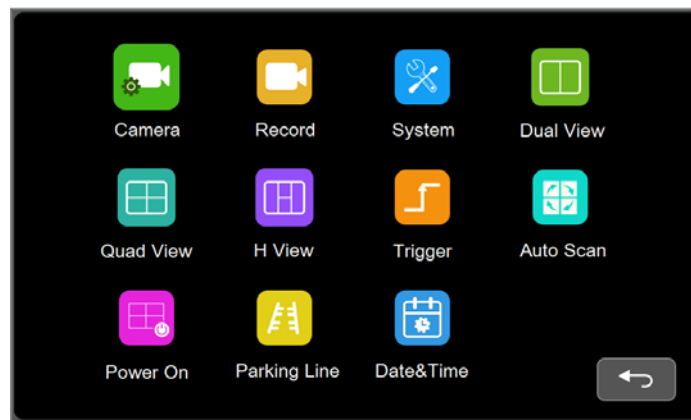 Camera
Record
System
Dual View
Quad View
H View
Trigger
Auto Scan
Power On
Parking Line
Date&Time